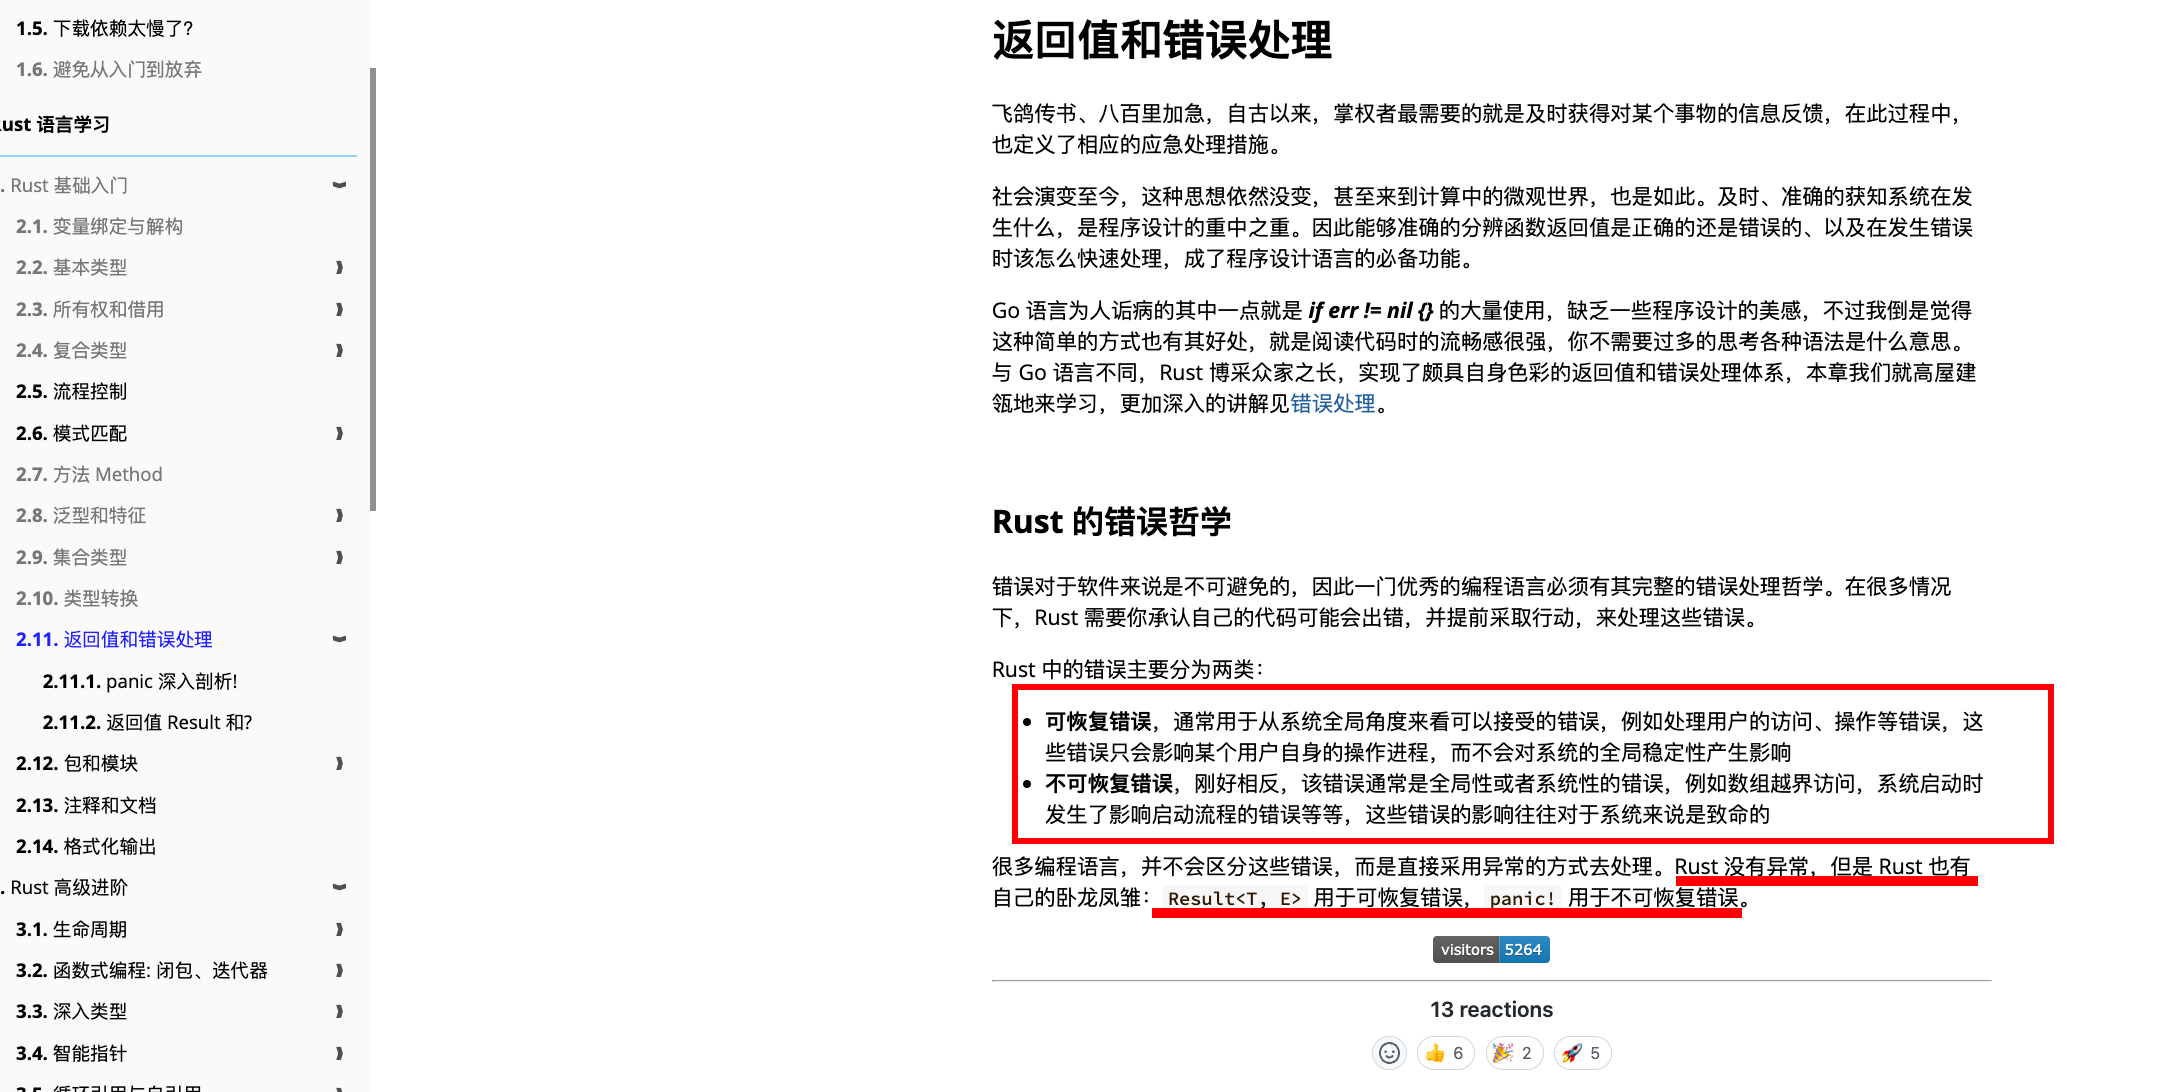 1.5. 下载依赖太慢了?
1.6. 避免从入门到放弃
ust 语言学习
. Rust 基础入门
2.1. 变量绑定与解构
2.2. 基本类型
2.3. 所有权和借用
2.4. 复合类型
2.5. 流程控制
2.6. 模式匹配
2.7. 方法 Method
2.8. 泛型和特征
2.9. 集合类型
2.10. 类型转换
2.11. 返回值和错误处理
2.11.1. panic 深入剖析!
2.11.2. 返回值 Result 和?
2.12. 包和模块
2.13. 注释和文档
2.14. 格式化输出
. Rust 高级进阶
3.1. 生命周期
3.2. 函数式编程: 闭包、迭代器
3.3. 深入类型
3.4. 智能指针
3.5. 循环引用与自引用
返回值和错误处理
飞鸽传书、八百里加急，自古以来，掌权者最需要的就是及时获得对某个事物的信息反馈，在此过程中，
也定义了相应的应急处理措施。
社会演变至今，这种思想依然没变，甚至来到计算中的微观世界，也是如此。及时、准确的获知系统在发
生什么，是程序设计的重中之重。因此能够准确的分辨函数返回值是正确的还是错误的、以及在发生错误
时该怎么快速处理，成了程序设计语言的必备功能。
Go 语言为人诟病的其中一点就是 if err != nil {} 的大量使用，缺乏一些程序设计的美感，不过我倒是觉得
这种简单的方式也有其好处，就是阅读代码时的流畅感很强，你不需要过多的思考各种语法是什么意思。
与 Go 语言不同，Rust 博采众家之长，实现了颇具自身色彩的返回值和错误处理体系，本章我们就高屋建
瓴地来学习，更加深入的讲解见错误处理。
Rust 的错误哲学
错误对于软件来说是不可避免的，因此一门优秀的编程语言必须有其完整的错误处理哲学。在很多情况
下，Rust 需要你承认自己的代码可能会出错，并提前采取行动，来处理这些错误。
Rust 中的错误主要分为两类：
• 可恢复错误，通常用于从系统全局角度来看可以接受的错误，例如处理用户的访问、操作等错误，这
些错误只会影响某个用户自身的操作进程，而不会对系统的全局稳定性产生影响
• 不可恢复错误，刚好相反，该错误通常是全局性或者系统性的错误，例如数组越界访问，系统启动时
发生了影响启动流程的错误等等，这些错误的影响往往对于系统来说是致命的
很多编程语言，并不会区分这些错误，而是直接采用异常的方式去处理。Rust 没有异常，但是 Rust 也有
自己的卧龙凤雏： Result<T, E> 用于可恢复错误， panic! 用于不可恢复错误。
visitors 5264
13 reactions
6 2 5